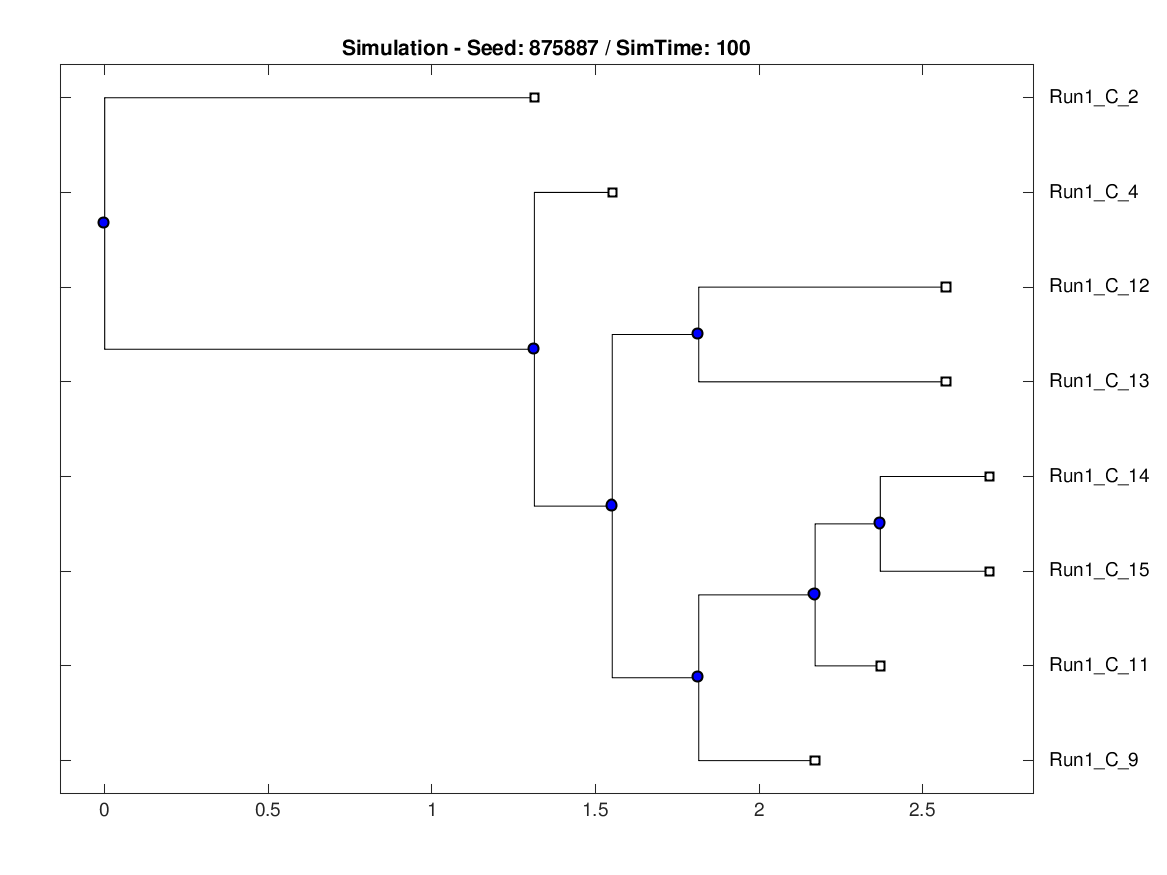 Simulation - Seed: 875887 / SimTime: 100
Run1_C_2
Run1_C_4
Run1_C_12
Run1_C_13
Run1_C_14
Run1_C_15
Run1_C_11
Run1_C_9
0 0.5 1 1.5 2 2.5